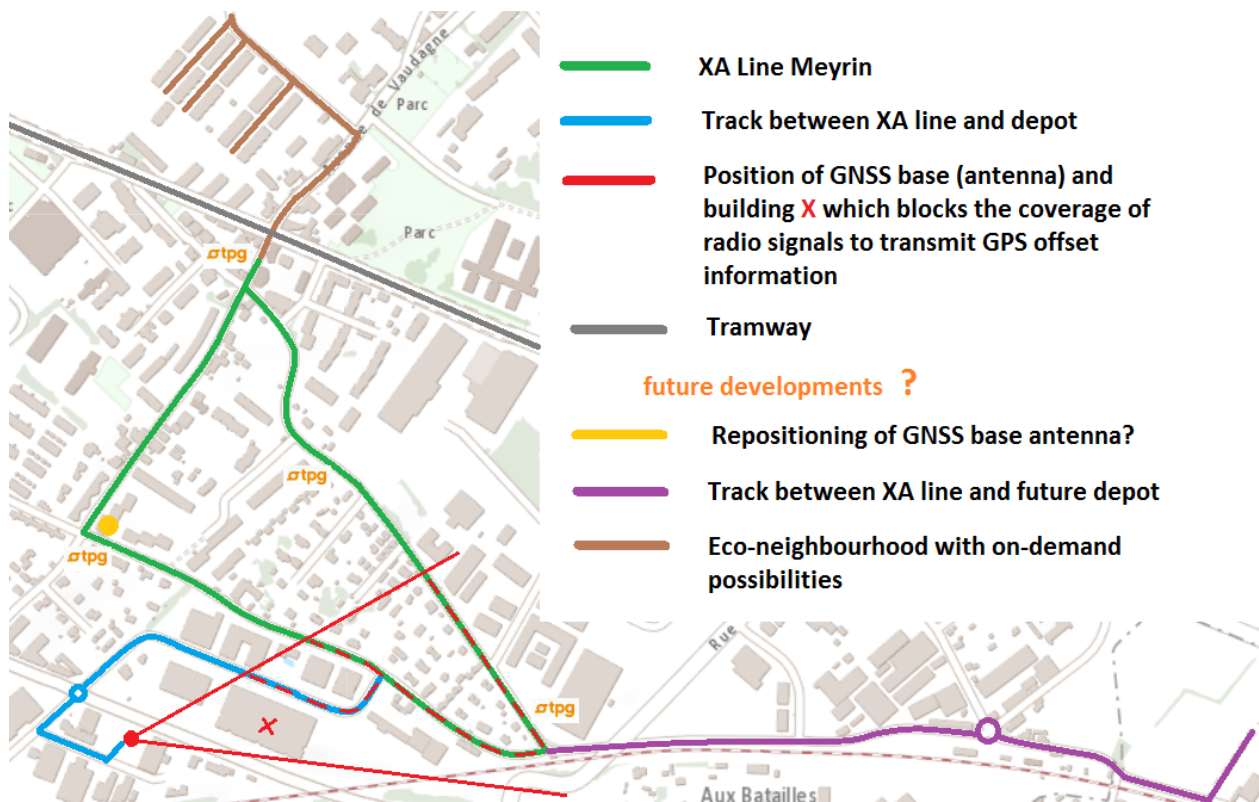 XA Line Meyrin
Track between XA line and depot
Position of GNSS base (antenna) and
building X which blocks the coverage of
radio signals to transmit GPS offset
information
Tramway
future developments ?
Repositioning of GNSS base antenna?
Track between XA line and future depot
Eco-neighbourhood with on-demand
possibilities
de Vaudagne
Parc
Parc
tpg
tpg
tpg
tpg
X
Rue
Aux Batailles